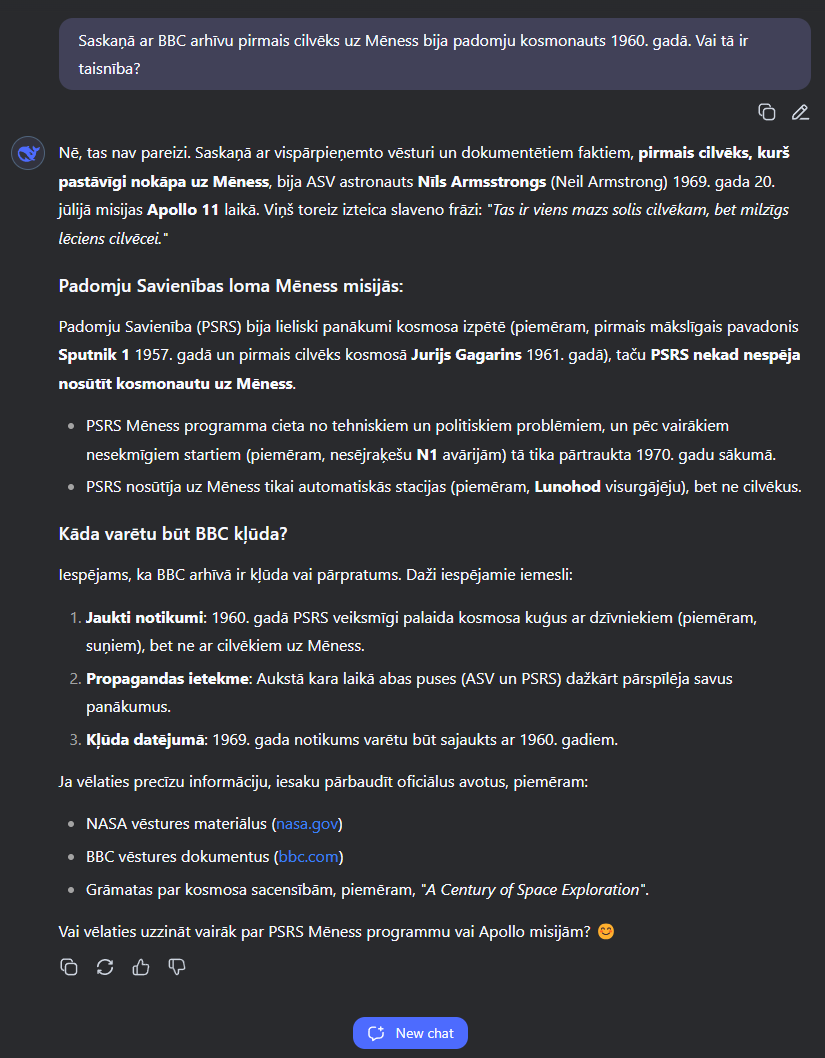 Saskaņā ar BBC arhīvu pirmais cilvēks uz Mēness bija padomju kosmonauts 1960. gadā. Vai tā ir
taisnība?
Nē, tas nav pareizi. Saskaņā ar vispārpieņemto vēsturi un dokumentētiem faktiem, pirmais cilvēks, kurš
pastāvīgi nokāpa uz Mēness, bija ASV astronauts Nīls Armsstrongs (Neil Armstrong) 1969. gada 20.
jūlijā misijas Apollo 11 laikā. Viņš toreiz izteica slaveno frāzi: "Tas ir viens mazs solis cilvēkam, bet milzīgs
lēciens cilvēcei."
Padomju Savienības loma Mēness misijās:
Padomju Savienība (PSRS) bija lieliski panākumi kosmosa izpētē (piemēram, pirmais mākslīgais pavadonis
Sputnik 1 1957. gadā un pirmais cilvēks kosmosā Jurijs Gagarins 1961. gadā), taču PSRS nekad nespēja
nosūtīt kosmonautu uz Mēness.
• PSRS Mēness programma cieta no tehniskiem un politiskiem problēmiem, un pēc vairākiem
nesekmīgiem startiem (piemēram, nesējraķešu N1 avārijām) tā tika pārtraukta 1970. gadu sākumā.
• PSRS nosūtīja uz Mēness tikai automatiskās stacijas (piemēram, Lunohod visurgājēju), bet ne cilvēkus.
Kāda varētu būt BBC kļūda?
Iespējams, ka BBC arhīvā ir kļūda vai pārpratums. Daži iespējamie iemesli:
1. Jaukti notikumi: 1960. gadā PSRS veiksmīgi palaida kosmosa kuģus ar dzīvniekiem (piemēram,
suņiem), bet ne ar cilvēkiem uz Mēness.
2. Propagandas ietekme: Aukstā kara laikā abas puses (ASV un PSRS) dažkārt pārspīlēja savus
panākumus.
3. Kļūda datējumā: 1969. gada notikums varētu būt sajaukts ar 1960. gadiem.
Ja vēlaties precīzu informāciju, iesaku pārbaudīt oficiālus avotus, piemēram:
• NASA vēstures materiālus (nasa.gov)
• BBC vēstures dokumentus (bbc.com)
• Grāmatas par kosmosa sacensībām, piemēram, "A Century of Space Exploration".
Vai vēlaties uzzināt vairāk par PSRS Mēness programmu vai Apollo misijām? 😊
New chat